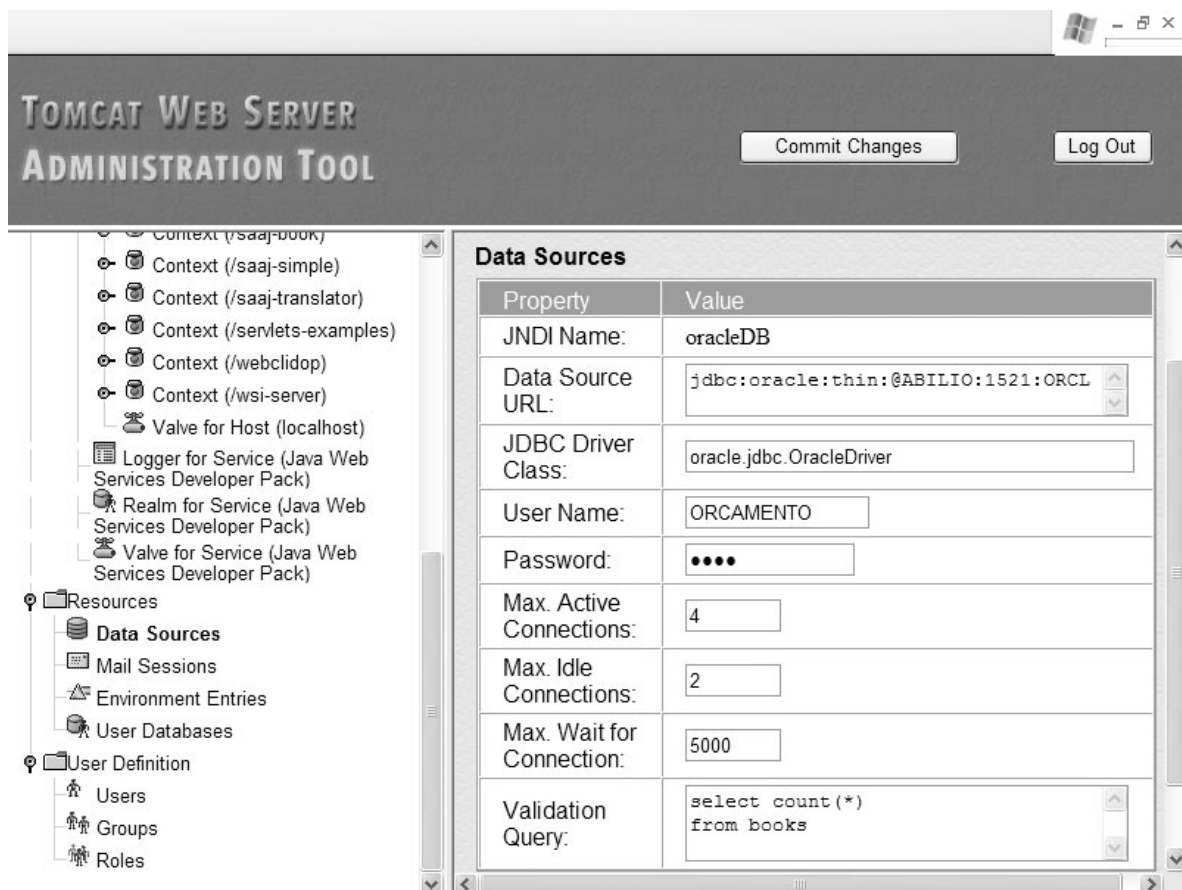 TOMCAT WEB SERVER
ADMINISTRATION TOOL
Commit Changes
Log Out
Context (/saaj-book)
Context (/saaj-simple)
Context (/saaj-translator)
Context (/servlets-examples)
Context (/webclidop)
Context (/wsi-server)
Valve for Host (localhost)
Logger for Service (Java Web
Services Developer Pack)
Realm for Service (Java Web
Services Developer Pack)
Valve for Service (Java Web
Services Developer Pack)
Resources
Data Sources
Mail Sessions
Environment Entries
User Databases
User Definition
Users
Groups
Roles
Data Sources
Property Value
JNDI Name: oracleDB
Data Source
URL:
jdbc:oracle:thin:@ABILIO:1521:ORCL
JDBC Driver
Class:
oracle.jdbc.OracleDriver
User Name: ORCAMENTO
Password: ••••
Max. Active
Connections:
4
Max. Idle
Connections:
2
Max. Wait for
Connection:
5000
Validation
Query:
select count(*)
from books